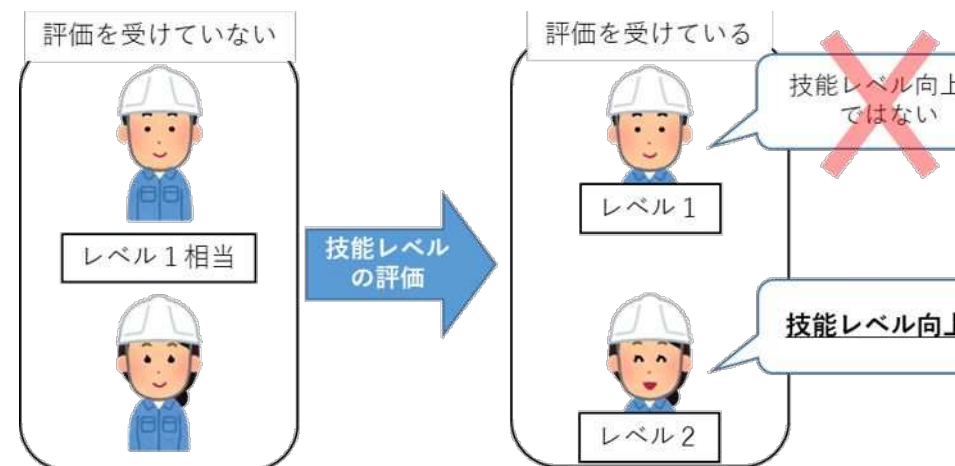 評価を受けていない
レベル１相当
技能レベル
の評価
評価を受けている
技能レベル向上
ではない
レベル１
技能レベル向上
レベル２